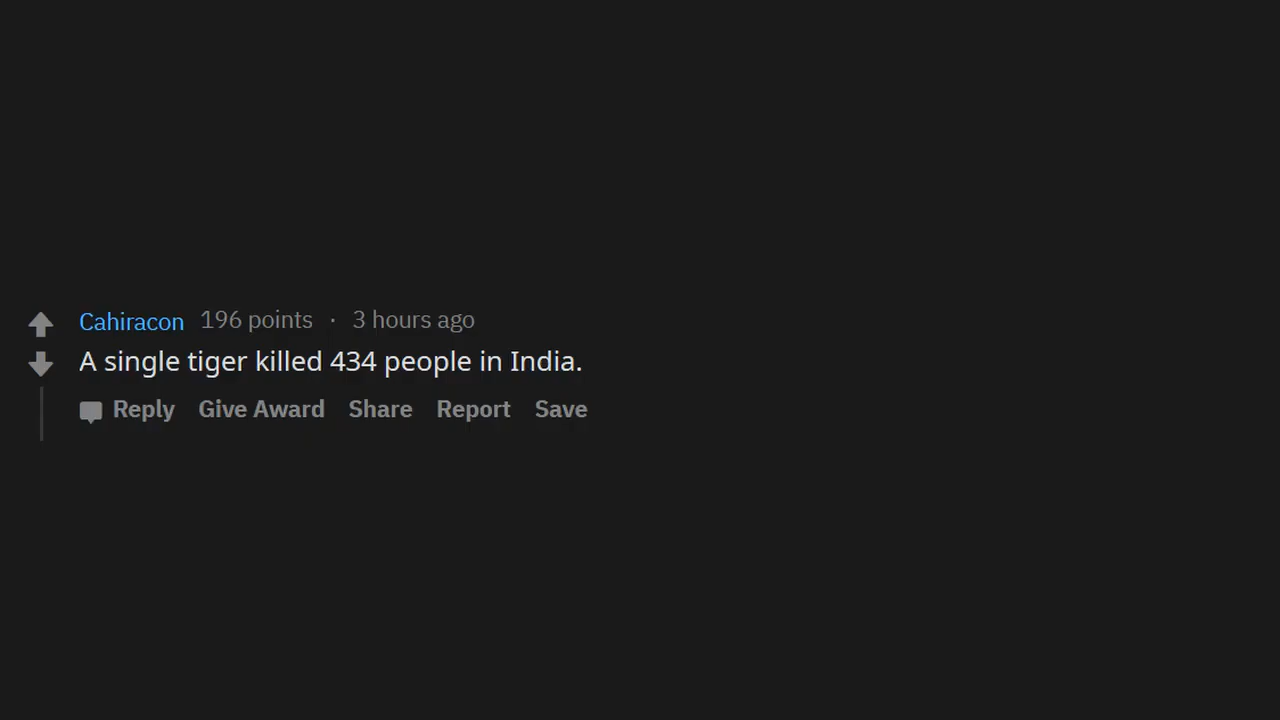 Cahiracon 196 points · 3 hours ago
A single tiger killed 434 people in India.
Reply Give Award Share Report Save